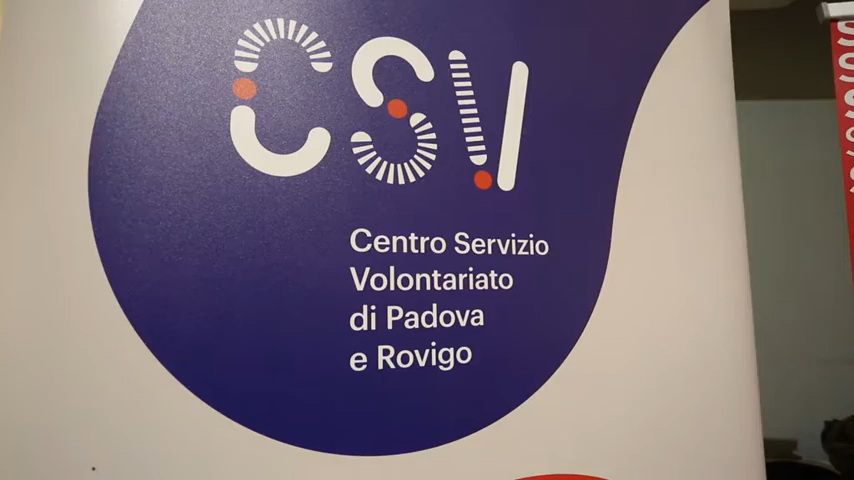 CSV
Centro Servizio
Volontariato
di Padova
e Rovigo